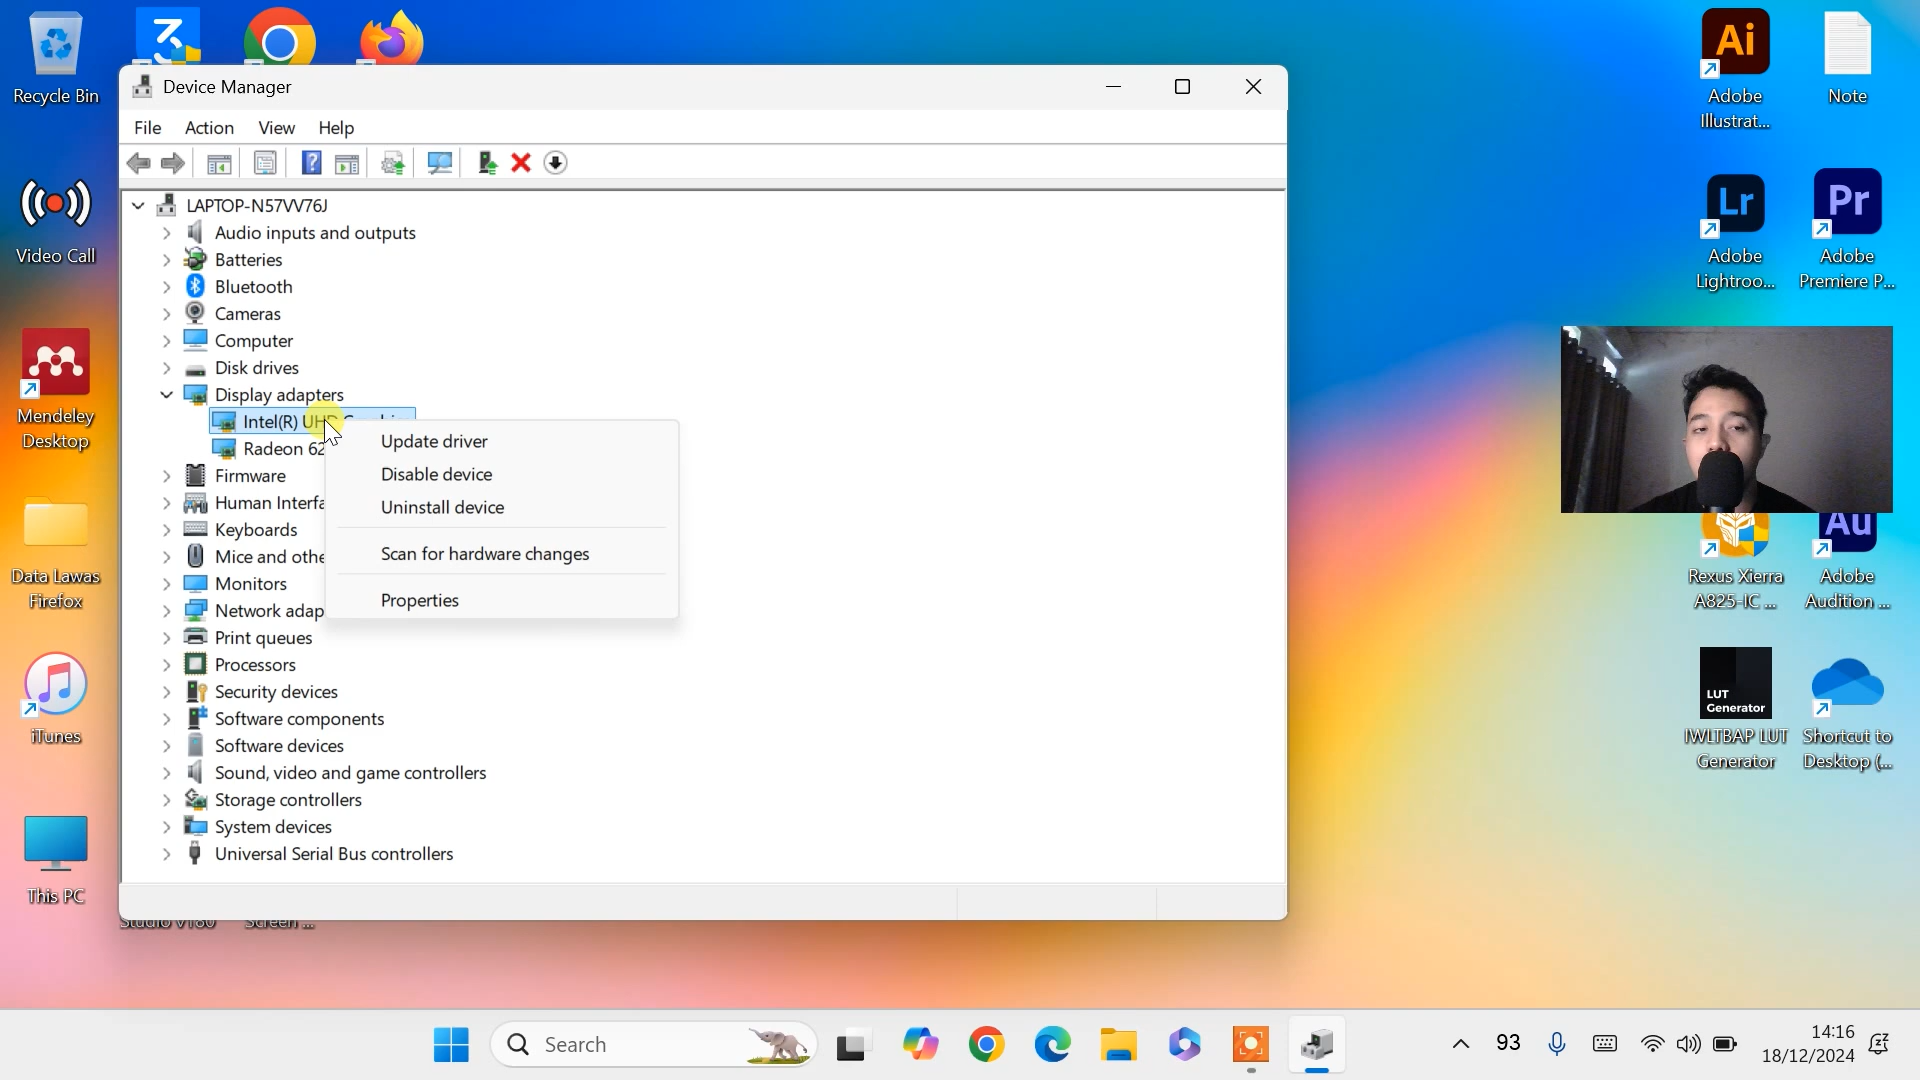 Recycle Bin
Video Call
Mendeley
Desktop
Data Lawas
Firefox
iTunes
This PC
3
Device Manager
File Action View Help
LAPTOP-N57VV76J
Audio inputs and outputs
Batteries
Bluetooth
Cameras
Computer
Disk drives
Display adapters
Intel(R) UHD
Radeon 62
Firmware
Human Interfa
Keyboards
Mice and othe
Monitors
Network adap
Print queues
Processors
Security devices
Software components
Software devices
Sound, video and game controllers
Storage controllers
System devices
Universal Serial Bus controllers
Update driver
Disable device
Uninstall device
Scan for hardware changes
Properties
Studio V180
Screen ...
Ai
Adobe
Illustrat...
Note
Lr
Adobe
Lightroo...
Pr
Adobe
Premiere P...
Rexus Xierra
A825-IC ...
Au
Adobe
Audition ...
LUT
Generator
IWLTBAP LUT
Generator
Shortcut to
Desktop (...
Search
93
14:16
18/12/2024